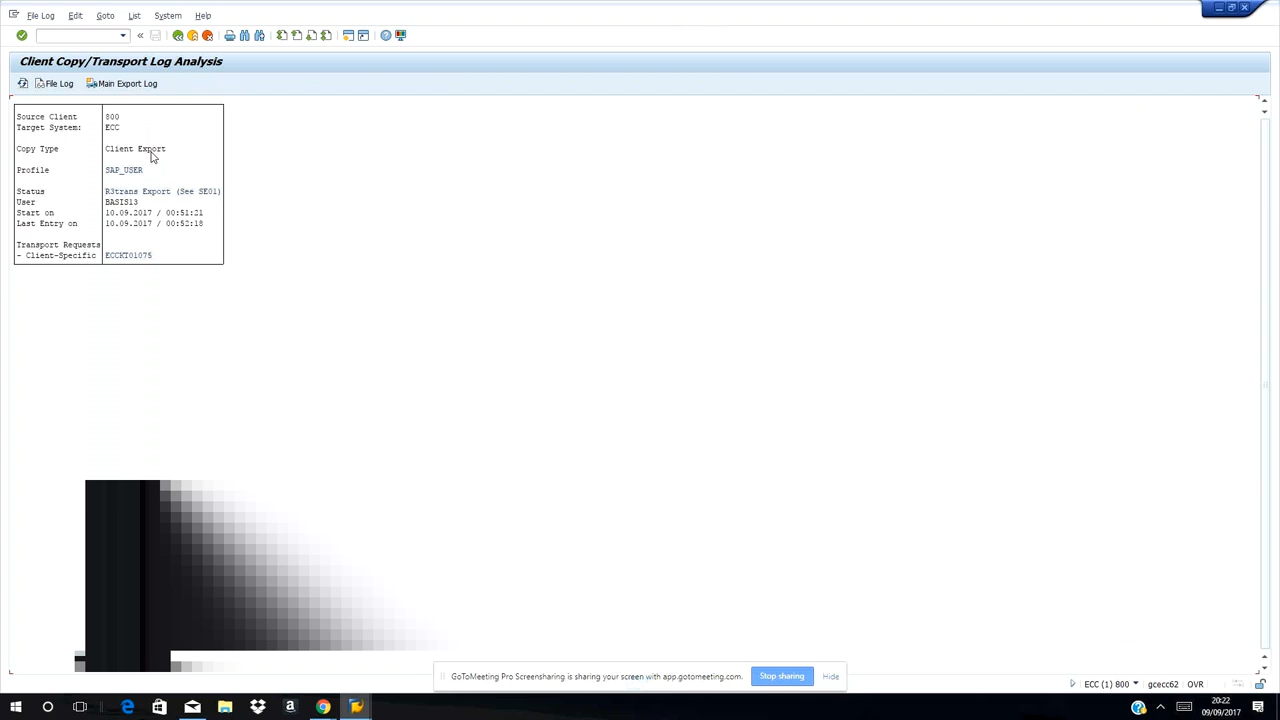 File Log Edit Goto List System Help
Client Copy/Transport Log Analysis
File Log Main Export Log
Source Client 800
Target System: ECC
Copy Type Client Export
Profile SAP_USER
Status R3trans Export (See SE01)
User BASIS13
Start on 10.09.2017 / 00:51:21
Last Entry on 10.09.2017 / 00:52:18
Transport Requests
- Client-Specific ECCKT01075
GoToMeeting Pro Screensharing is sharing your screen with app.gotomeeting.com. Stop sharing Hide
ECC (1) 800 gcecc62 OVR
20:22
09/09/2017